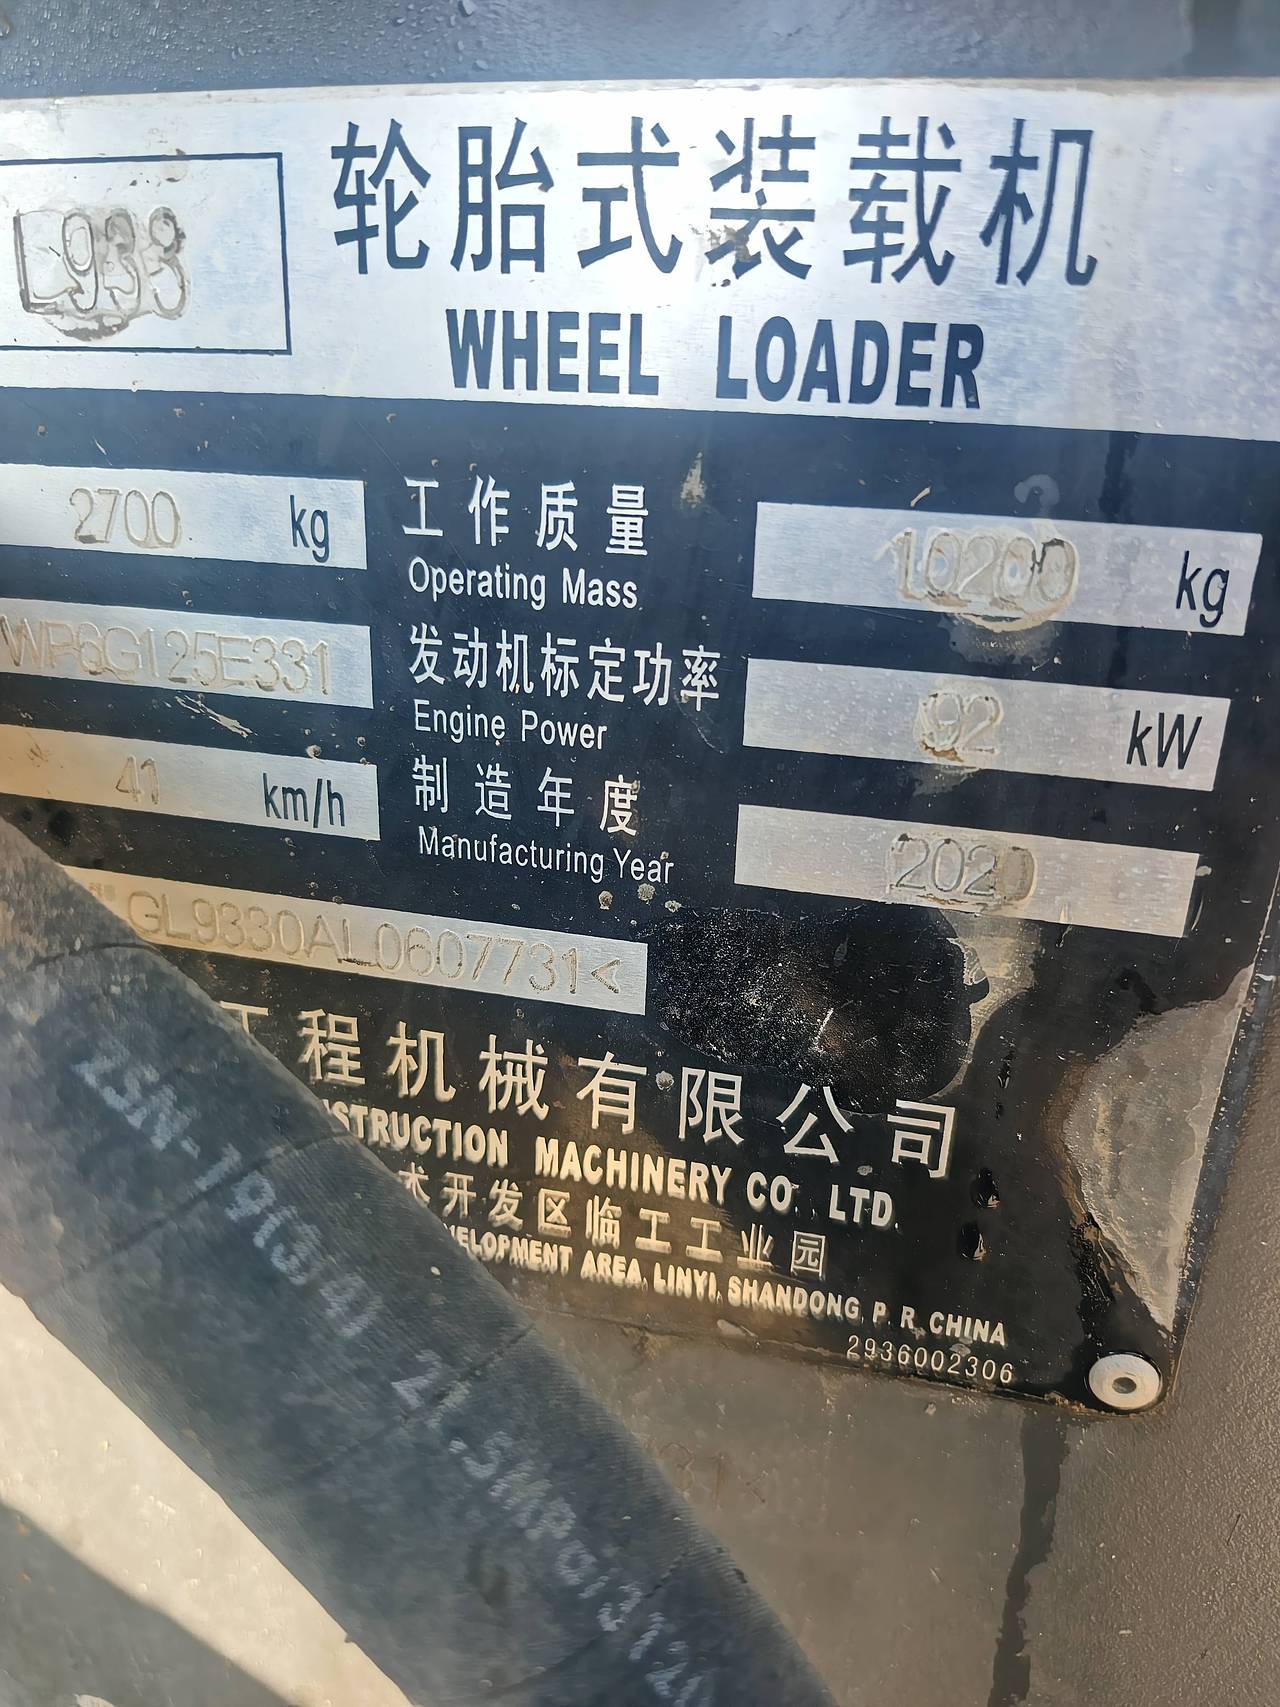 L933
轮胎式装载机
WHEEL LOADER
2700 kg
工作质量
Operating Mass
10200 kg
WP6G125E331
发动机标定功率
Engine Power
92 kW
41 km/h
制造年度
Manufacturing Year
2020
GL9330AL0607731<
工程机械有限公司
STRUCTION MACHINERY CO., LTD.
术开发区临工工业园
VELOPMENT AREA, LINYI, SHANDONG, P. R. CHINA
2936002306